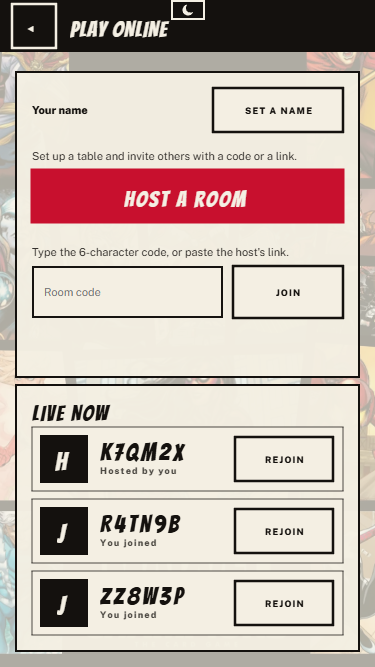 PLAY ONLINE
Your name
SET A NAME
Set up a table and invite others with a code or a link.
HOST A ROOM
Type the 6-character code, or paste the host's link.
Room code
JOIN
LIVE NOW
H
K7QM2X
Hosted by you
REJOIN
J
R4TN9B
You joined
REJOIN
J
ZZ8W3P
You joined
REJOIN